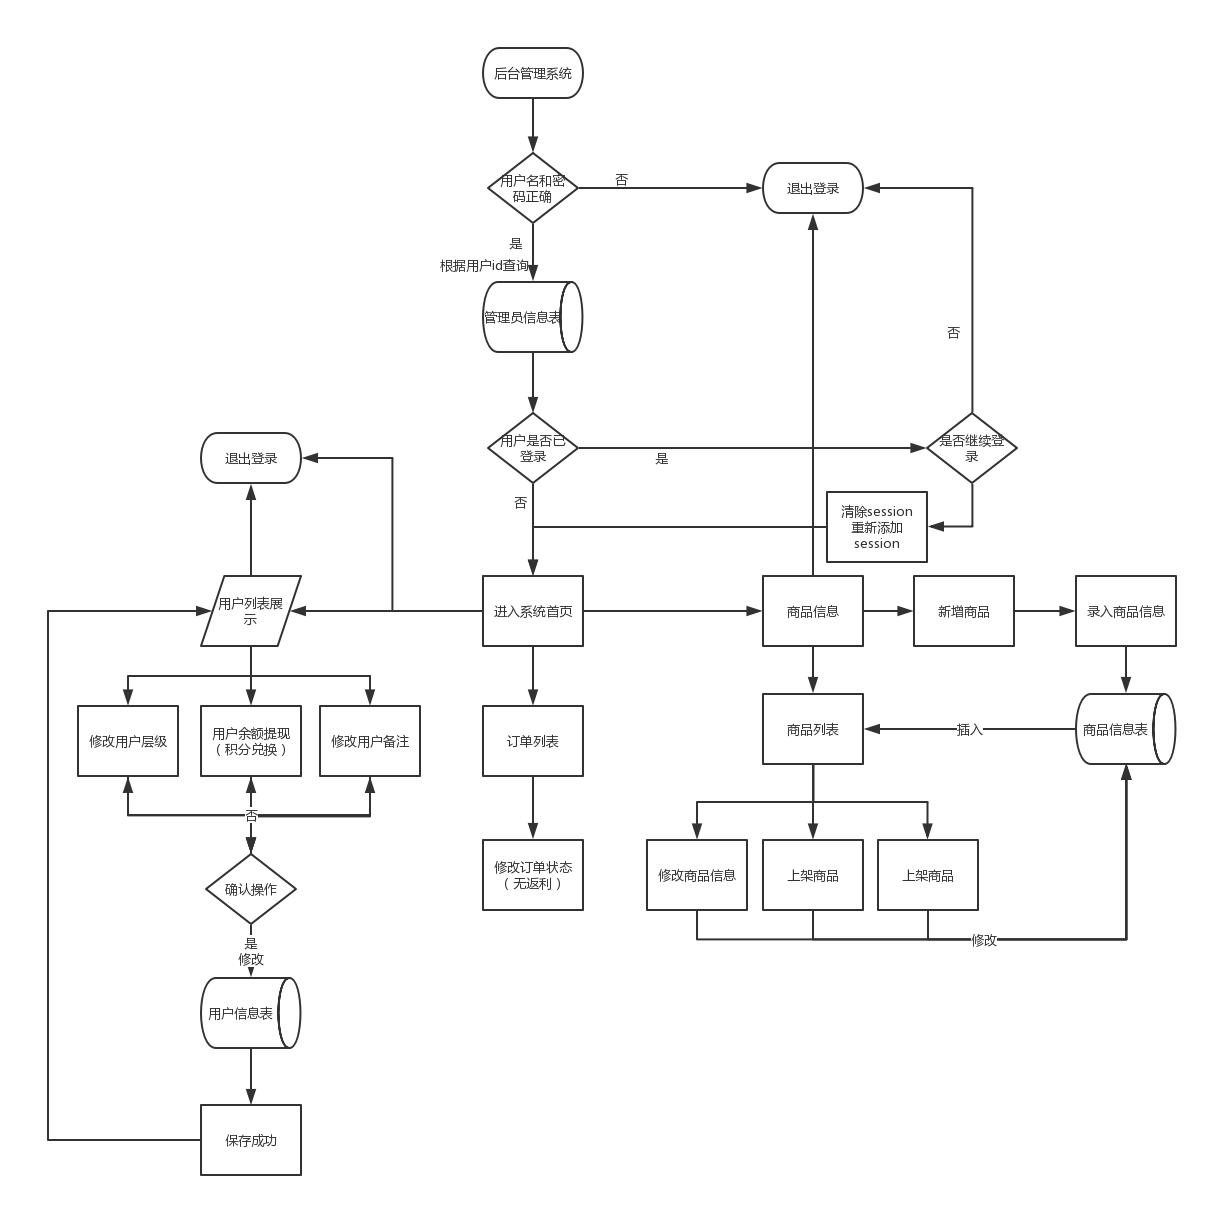 后台管理系统
用户名和密
码正确
否
退出登录
是
根据用户id查询
管理员信息表
否
用户是否已
登录
是
是否继续登
录
退出登录
否
清除session
重新添加
session
用户列表展
示
进入系统首页
商品信息
新增商品
录入商品信息
修改用户层级
用户余额提现
（积分兑换）
修改用户备注
订单列表
商品列表
插入
商品信息表
否
修改订单状态
（无返利）
修改商品信息
上架商品
上架商品
确认操作
是
修改
修改
用户信息表
保存成功